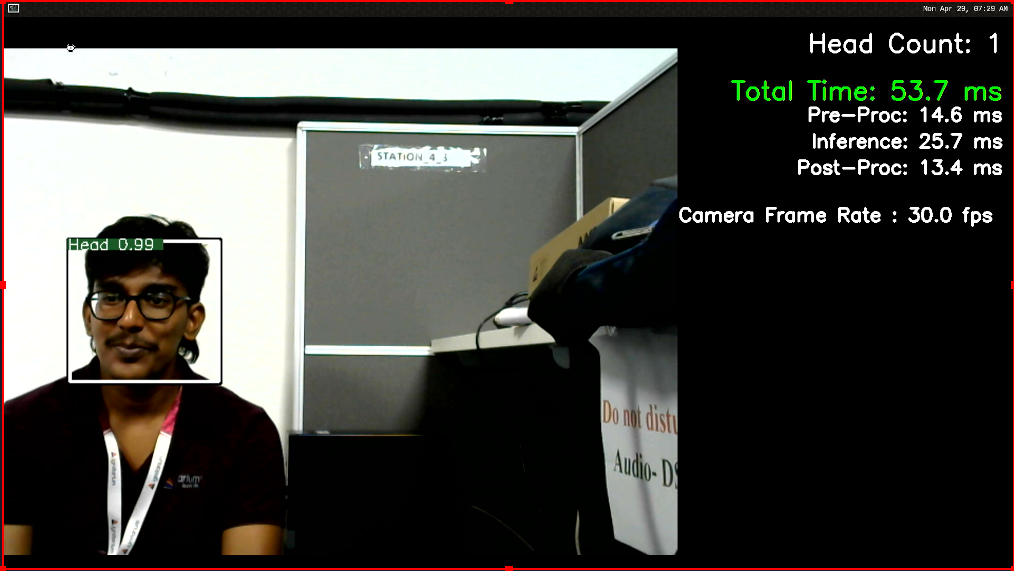 Mon Apr 29, 07:29 AM
Head Count: 1
Total Time: 53.7 ms
Pre-Proc: 14.6 ms
Inference: 25.7 ms
Post-Proc: 13.4 ms
Camera Frame Rate : 30.0 fps
STATION_4_3
Head 0.99
Do not distu
Audio- DS